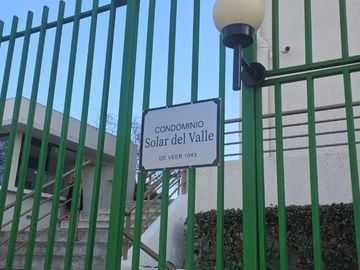 CONDOMINIO
Solar del Valle
DE VEER 1043